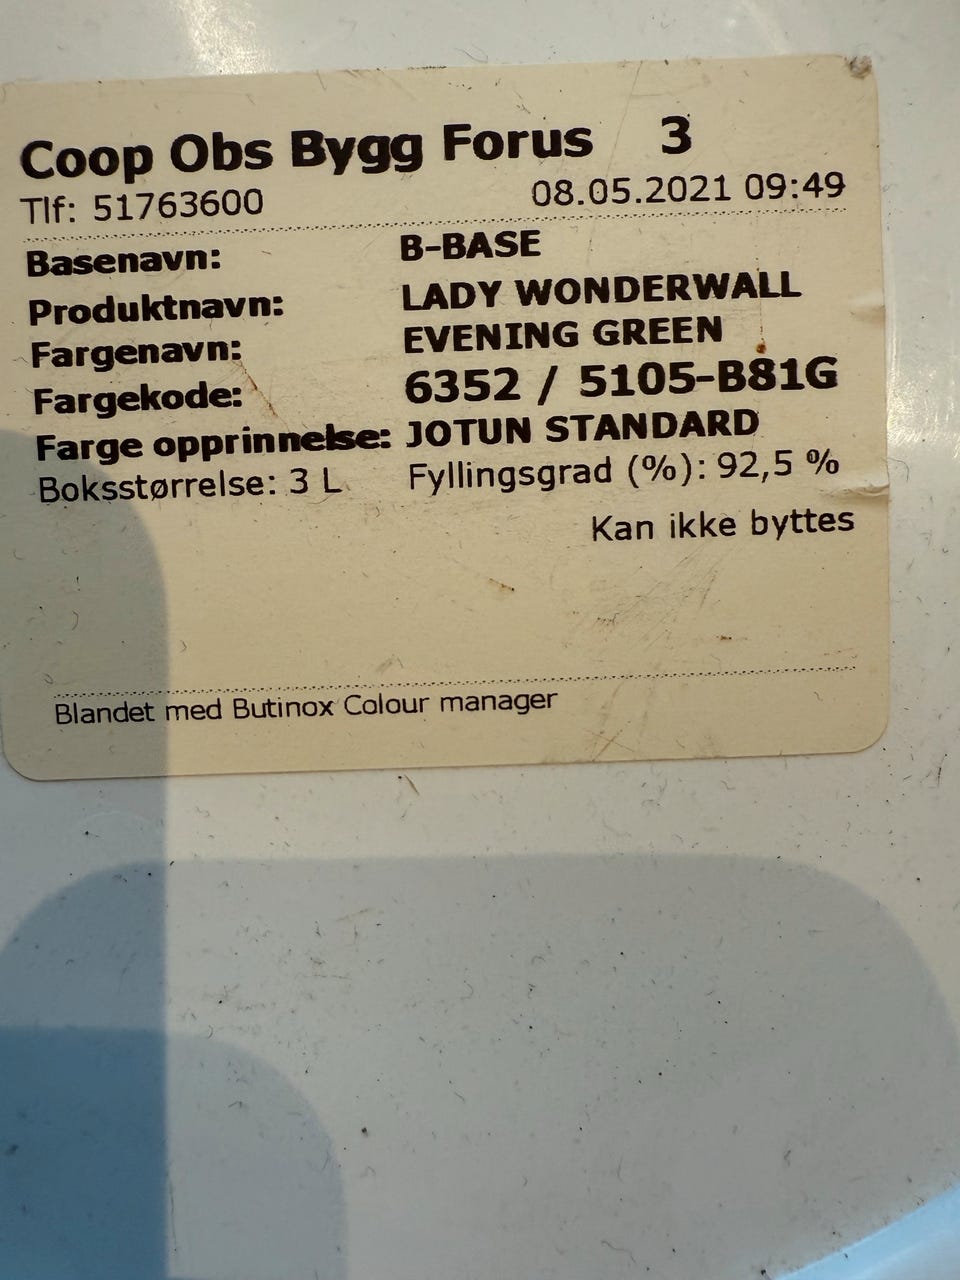 Coop Obs Bygg Forus 3
Tlf: 51763600 08.05.2021 09:49
Basenavn: B-BASE
Produktnavn: LADY WONDERWALL
Fargenavn: EVENING GREEN
Fargekode: 6352 / 5105-B81G
Farge opprinnelse: JOTUN STANDARD
Boksstørrelse: 3 L Fyllingsgrad (%): 92,5 %
Kan ikke byttes
Blandet med Butinox Colour manager